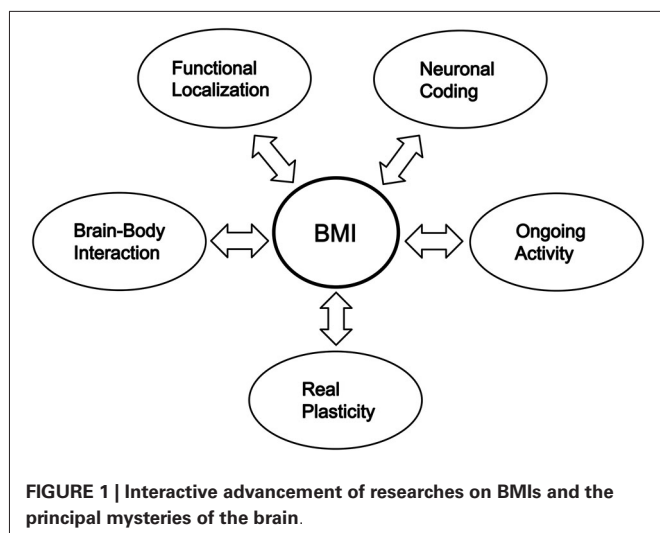 Functional
Localization
Neuronal
Coding
Brain-Body
Interaction
BMI
Ongoing
Activity
Real
Plasticity
FIGURE 1 | Interactive advancement of researches on BMIs and the
principal mysteries of the brain.